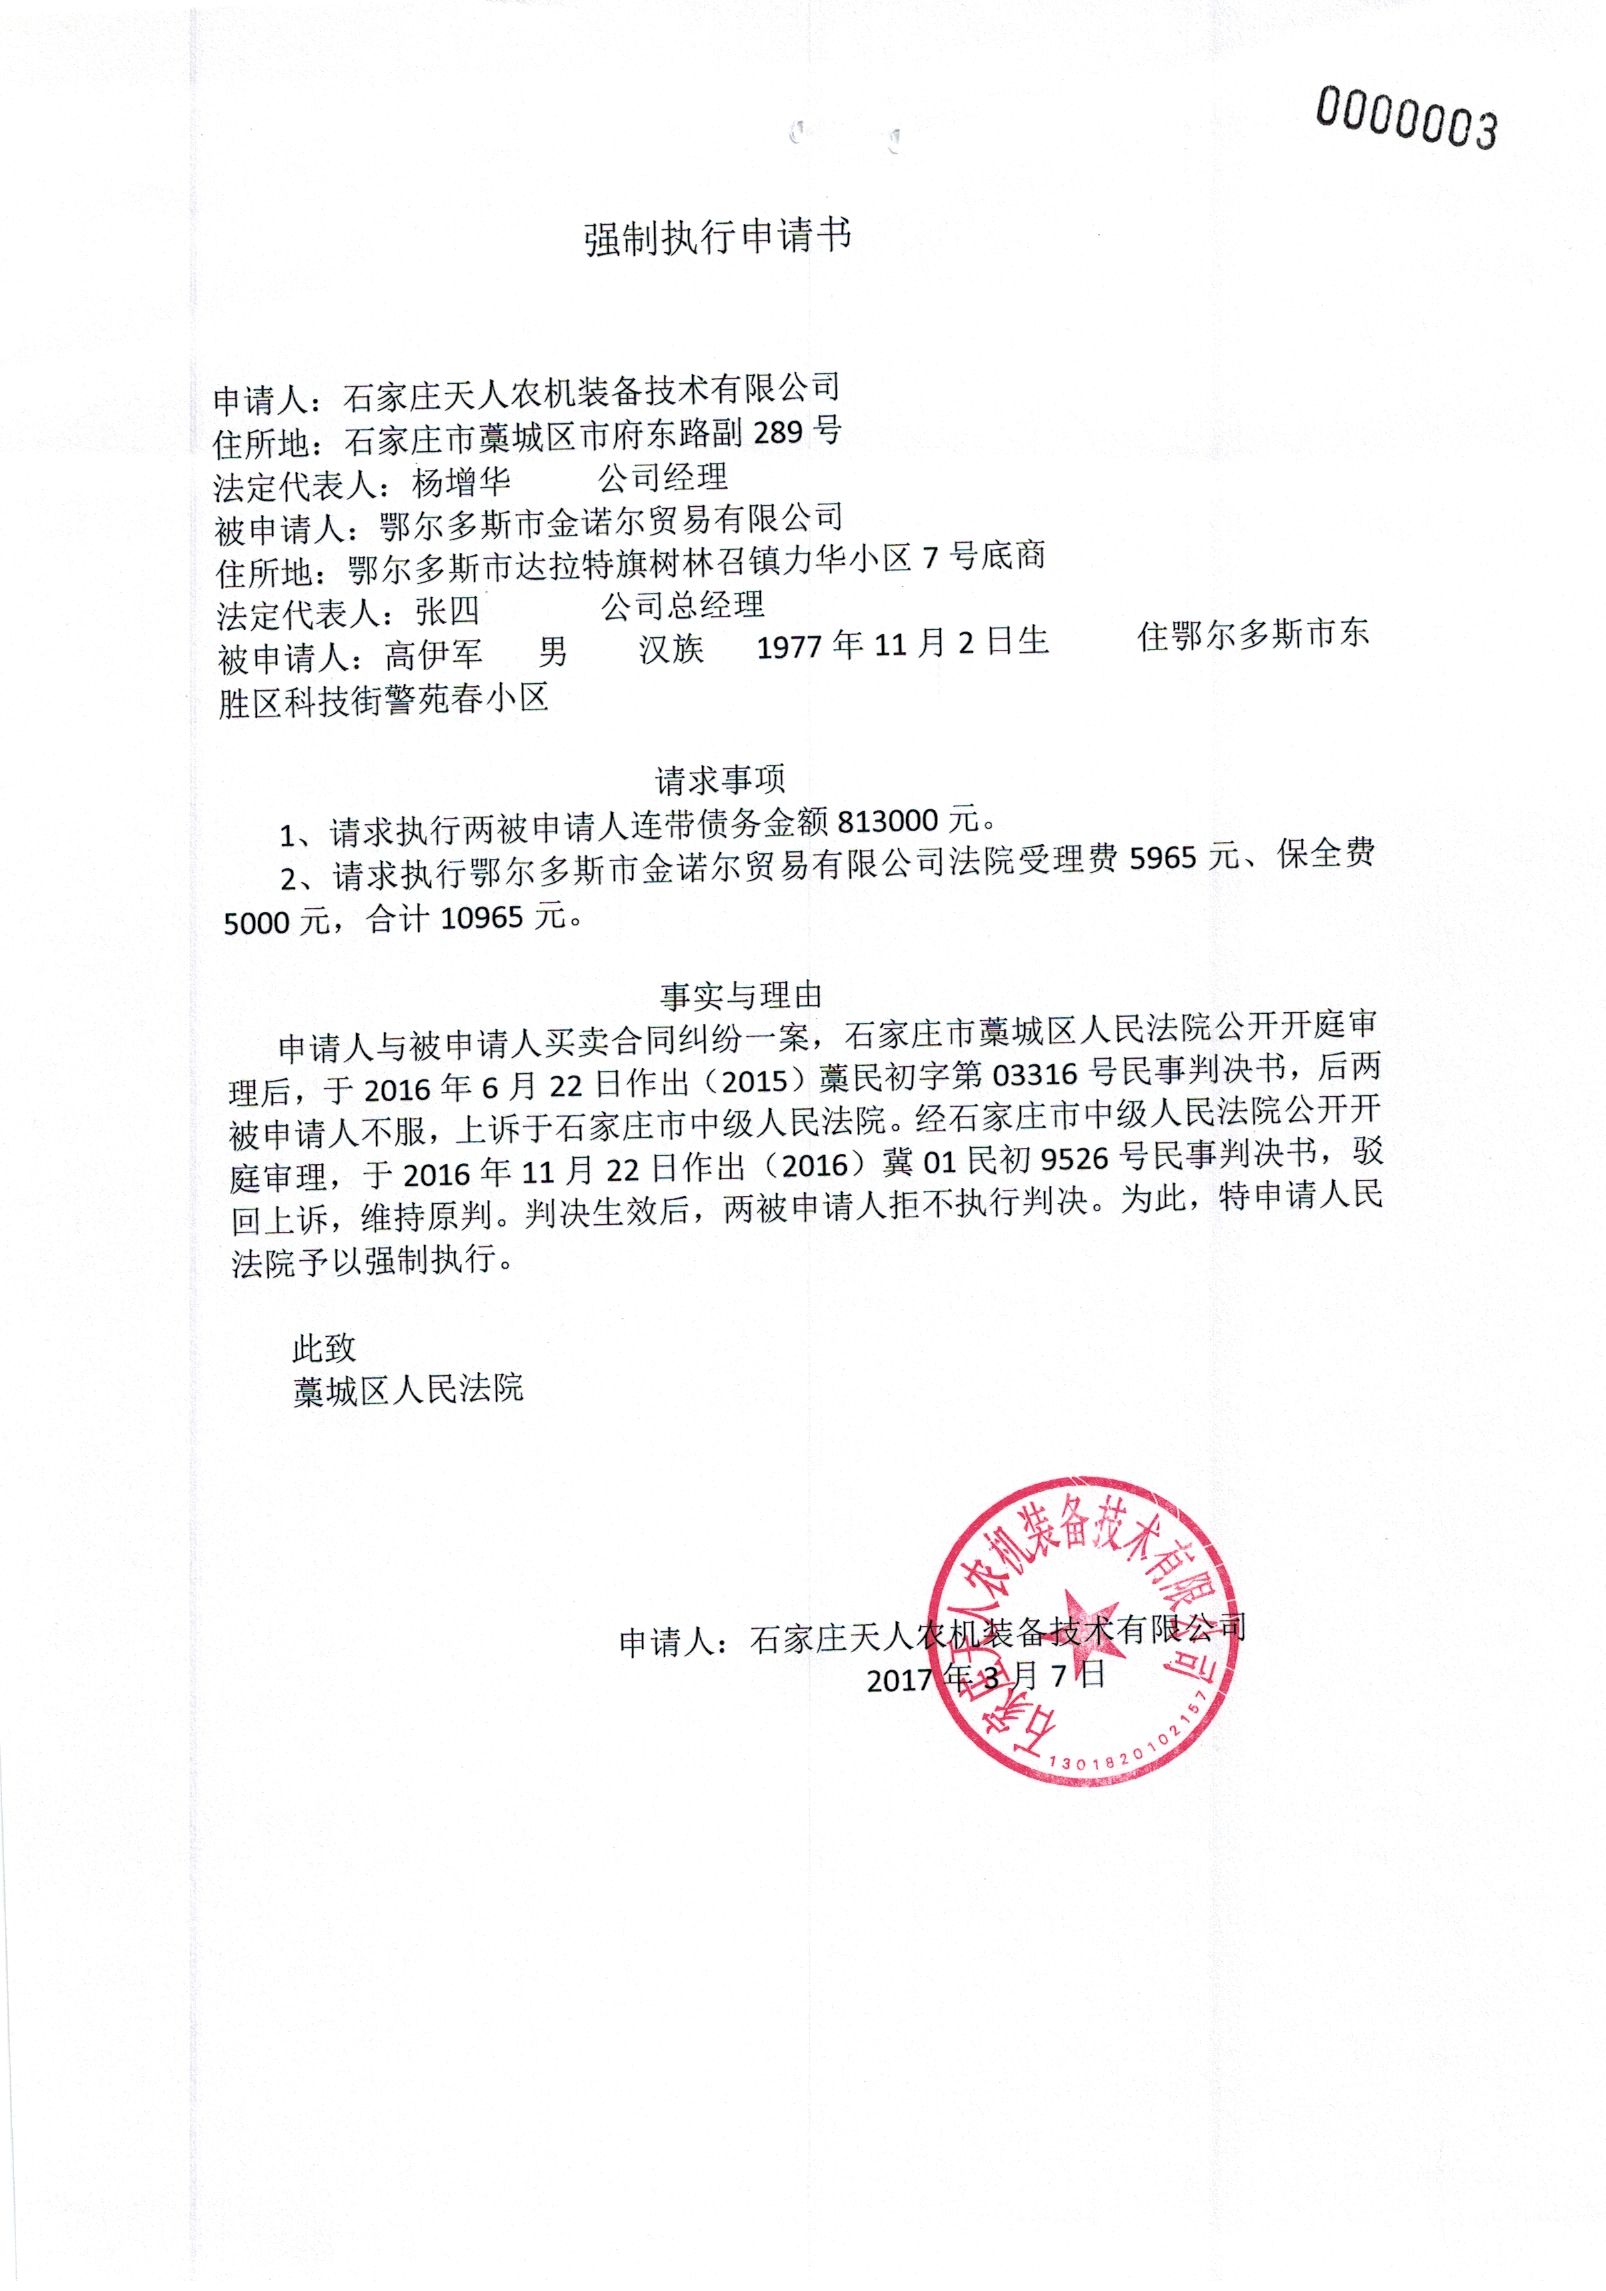 0000003
强制执行申请书
申请人：石家庄天人农机装备技术有限公司
住所地：石家庄市藁城区市府东路副 289 号
法定代表人：杨增华 公司经理
被申请人：鄂尔多斯市金诺尔贸易有限公司
住所地：鄂尔多斯市达拉特旗树林召镇力华小区 7 号底商
法定代表人：张四 公司总经理
被申请人：高伊军 男 汉族 1977 年 11 月 2 日生 住鄂尔多斯市东
胜区科技街警苑春小区
请求事项
1、请求执行两被申请人连带债务金额 813000 元。
2、请求执行鄂尔多斯市金诺尔贸易有限公司法院受理费 5965 元、保全费
5000 元，合计 10965 元。
事实与理由
申请人与被申请人买卖合同纠纷一案，石家庄市藁城区人民法院公开开庭审
理后，于 2016 年 6 月 22 日作出（2015）藁民初字第 03316 号民事判决书，后两
被申请人不服，上诉于石家庄市中级人民法院。经石家庄市中级人民法院公开开
庭审理，于 2016 年 11 月 22 日作出（2016）冀 01 民初 9526 号民事判决书，驳
回上诉，维持原判。判决生效后，两被申请人拒不执行判决。为此，特申请人民
法院予以强制执行。
此致
藁城区人民法院
申请人：石家庄天人农机装备技术有限公司
2017 年 3 月 7 日
石家庄天人农机装备技术有限公司
1301820102157